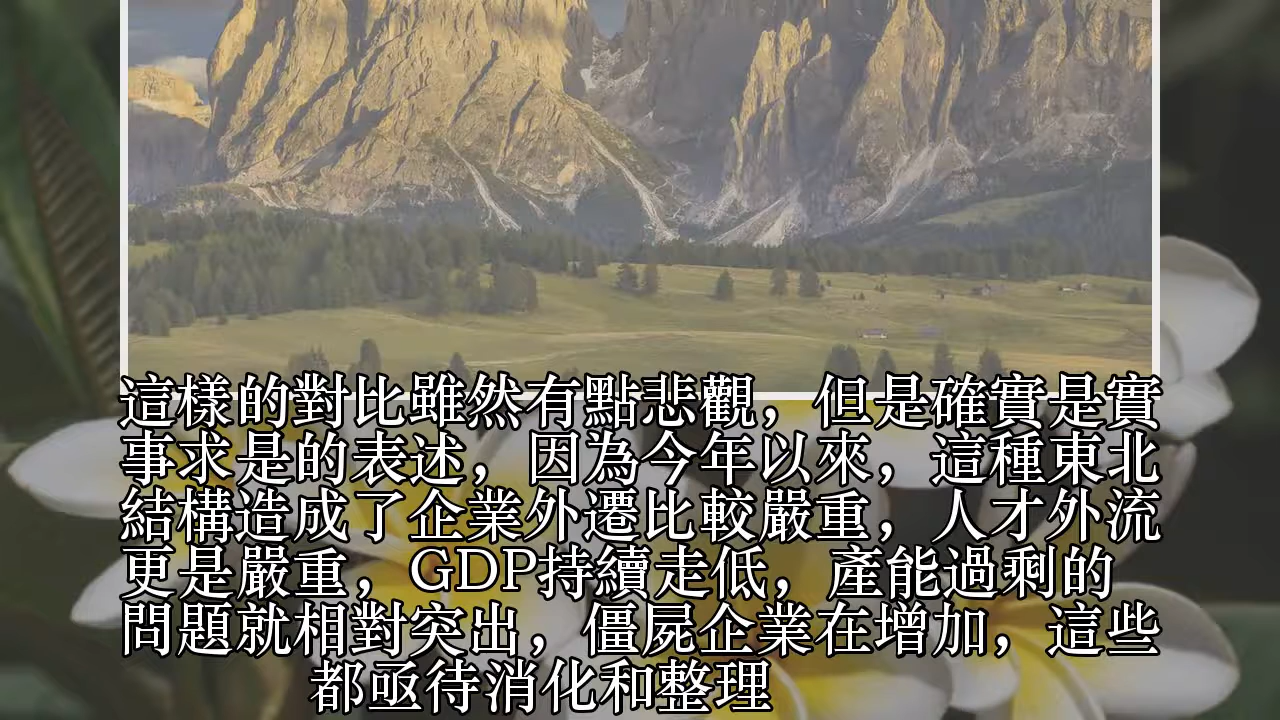 這樣的對比雖然有點悲觀，但是確實是實
事求是的表述，因為今年以來，這種東北
結構造成了企業外遷比較嚴重，人才外流
更是嚴重，GDP持續走低，產能過剩的
問題就相對突出，僵屍企業在增加，這些
都亟待消化和整理